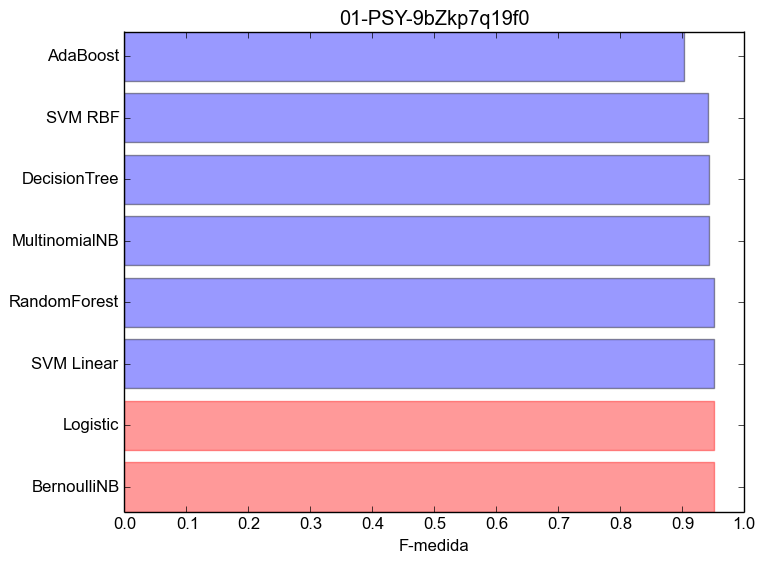 01-PSY-9bZkp7q19f0
AdaBoost
SVM RBF
DecisionTree
MultinomialNB
RandomForest
SVM Linear
Logistic
BernoulliNB
0.0 0.1 0.2 0.3 0.4 0.5 0.6 0.7 0.8 0.9 1.0
F-medida